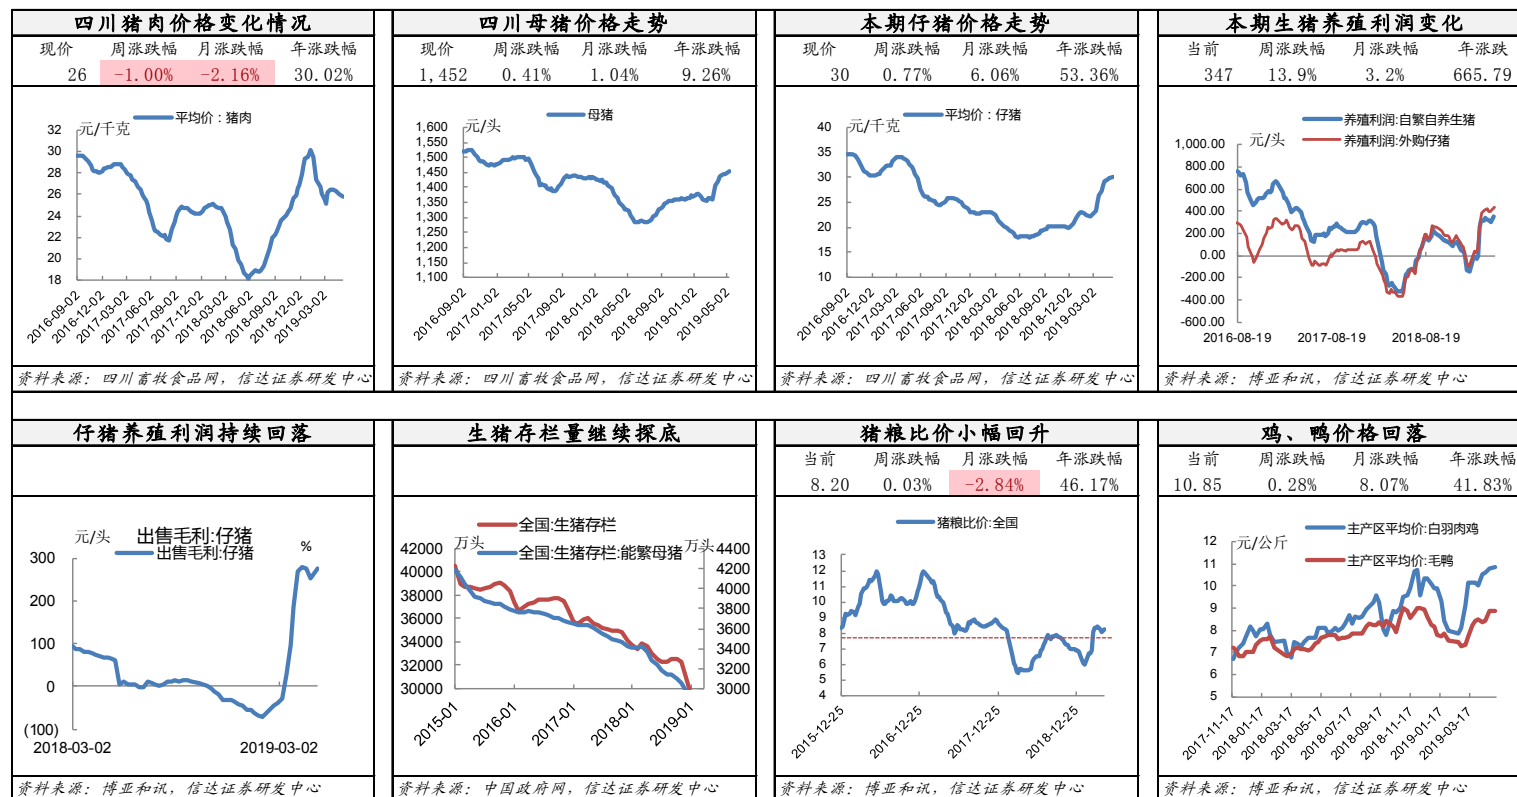 四川猪肉价格变化情况
现价 周涨跌幅 月涨跌幅 年涨跌幅
26 -1.00% -2.16% 30.02%
平均价：猪肉
元/千克
32
30
28
26
24
22
20
18
2016-09-02
2016-12-02
2017-03-02
2017-06-02
2017-09-02
2017-12-02
2018-03-02
2018-06-02
2018-09-02
2018-12-02
2019-03-02
资料来源：四川畜牧食品网，信达证券研发中心
四川母猪价格走势
现价 周涨跌幅 月涨跌幅 年涨跌幅
1,452 0.41% 1.04% 9.26%
母猪
元/头
1,600
1,550
1,500
1,450
1,400
1,350
1,300
1,250
1,200
1,150
1,100
2016-09-02
2017-01-02
2017-05-02
2017-09-02
2018-01-02
2018-05-02
2018-09-02
2019-01-02
2019-05-02
资料来源：四川畜牧食品网，信达证券研发中心
本期仔猪价格走势
现价 周涨跌幅 月涨跌幅 年涨跌幅
30 0.77% 6.06% 53.36%
平均价：仔猪
元/千克
40
35
30
25
20
15
10
2016-09-02
2016-12-02
2017-03-02
2017-06-02
2017-09-02
2017-12-02
2018-03-02
2018-06-02
2018-09-02
2018-12-02
2019-03-02
资料来源：四川畜牧食品网，信达证券研发中心
本期生猪养殖利润变化
当前 周涨跌幅 月涨跌幅 年涨跌
347 13.9% 3.2% 665.79
养殖利润:自繁自养生猪
养殖利润:外购仔猪
元/头
1,000.00
800.00
600.00
400.00
200.00
0.00
-200.00
-400.00
-600.00
2016-08-19 2017-08-19 2018-08-19
资料来源：博亚和讯，信达证券研发中心
仔猪养殖利润持续回落
元/头 出售毛利:仔猪
出售毛利:仔猪 %
300
200
100
0
(100)
2018-03-02 2019-03-02
资料来源：博亚和讯，信达证券研发中心
生猪存栏量继续探底
全国:生猪存栏
全国:生猪存栏:能繁母猪
万头 万头
42000
40000
38000
36000
34000
32000
30000
4400
4200
4000
3800
3600
3400
3200
3000
2015-01
2016-01
2017-01
2018-01
2019-01
资料来源：中国政府网，信达证券研发中心
猪粮比价小幅回升
当前 周涨跌幅 月涨跌幅 年涨跌幅
8.20 0.03% -2.84% 46.17%
猪粮比价:全国
13
12
11
10
9
8
7
6
5
4
2015-12-25
2016-12-25
2017-12-25
2018-12-25
资料来源：博亚和讯，信达证券研发中心
鸡、鸭价格回落
当前 周涨跌幅 月涨跌幅 年涨跌幅
10.85 0.28% 8.07% 41.83%
主产区平均价:白羽肉鸡
主产区平均价:毛鸭
元/公斤
12
11
10
9
8
7
6
5
2017-11-17
2018-01-17
2018-03-17
2018-05-17
2018-07-17
2018-09-17
2018-11-17
2019-01-17
2019-03-17
资料来源：博亚和讯，信达证券研发中心